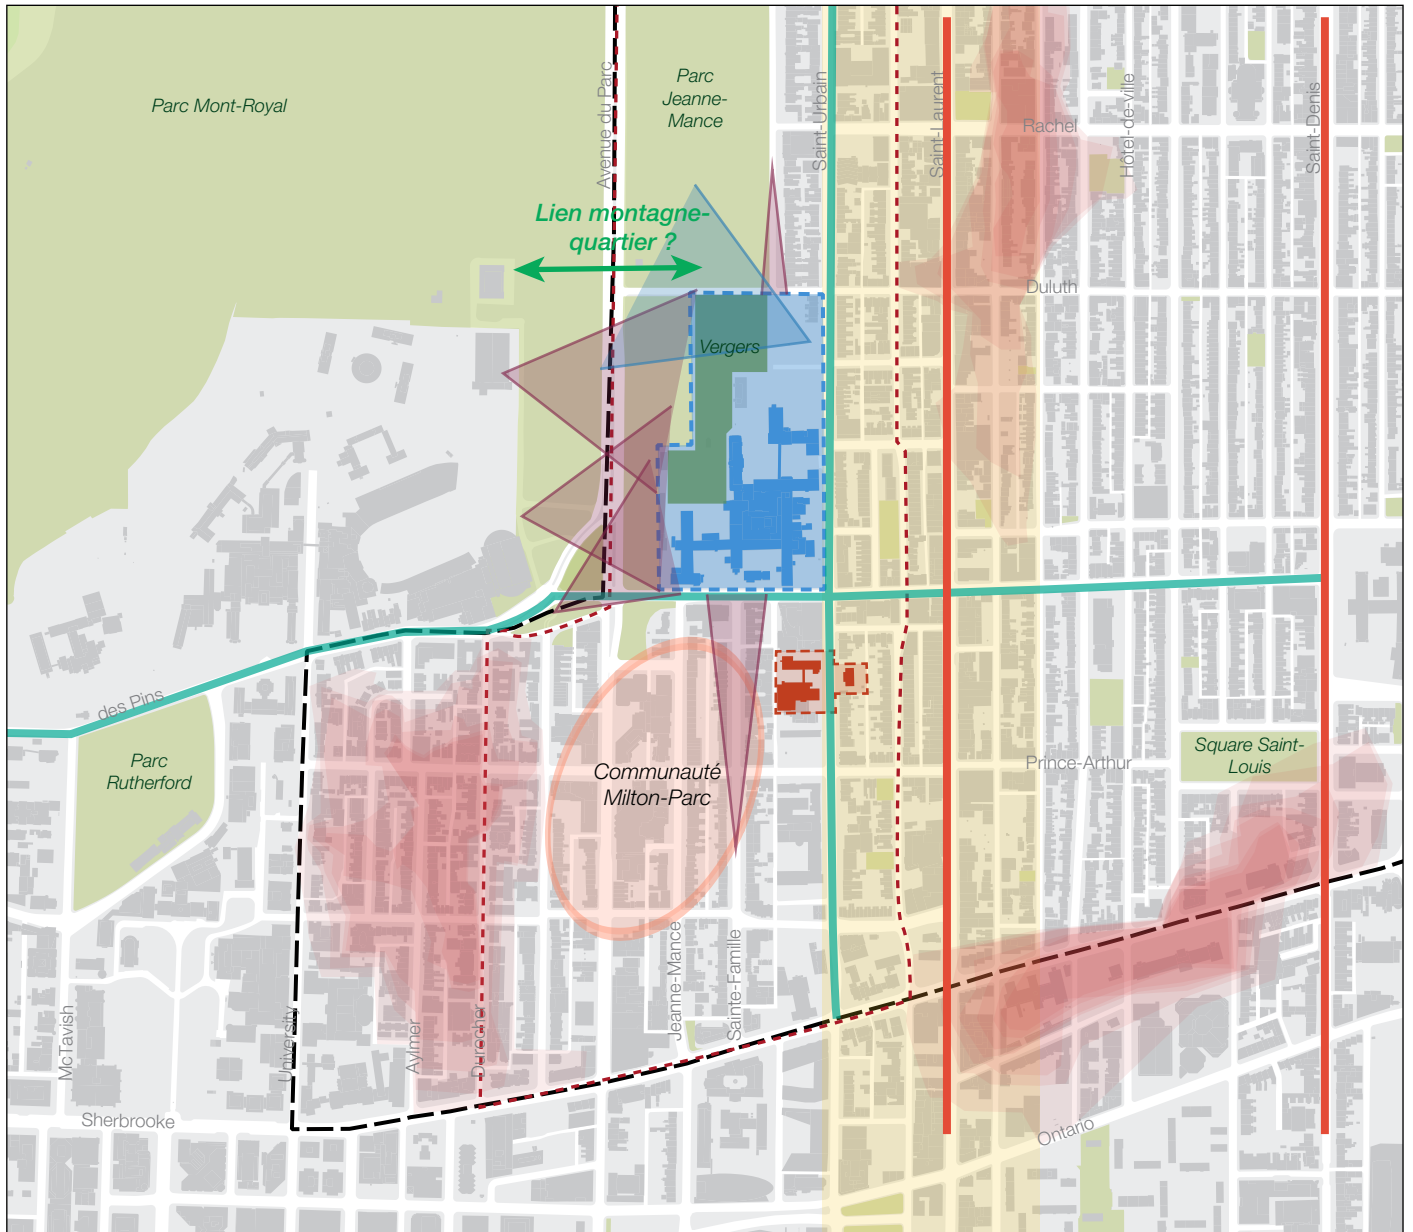 Parc Mont-Royal
Avenue du Parc
Parc
Jeanne-
Mance
Saint-Urbain
Saint-Laurent
Rachel
Hôtel-de-ville
Saint-Denis
Lien montagne-
quartier ?
Duluth
Vergers
des Pins
Parc
Rutherford
Communauté
Milton-Parc
Prince-Arthur
Square Saint-
Louis
McTavish
University
Aylmer
Durocher
Jeanne-Mance
Sainte-Famille
Sherbrooke
Ontario